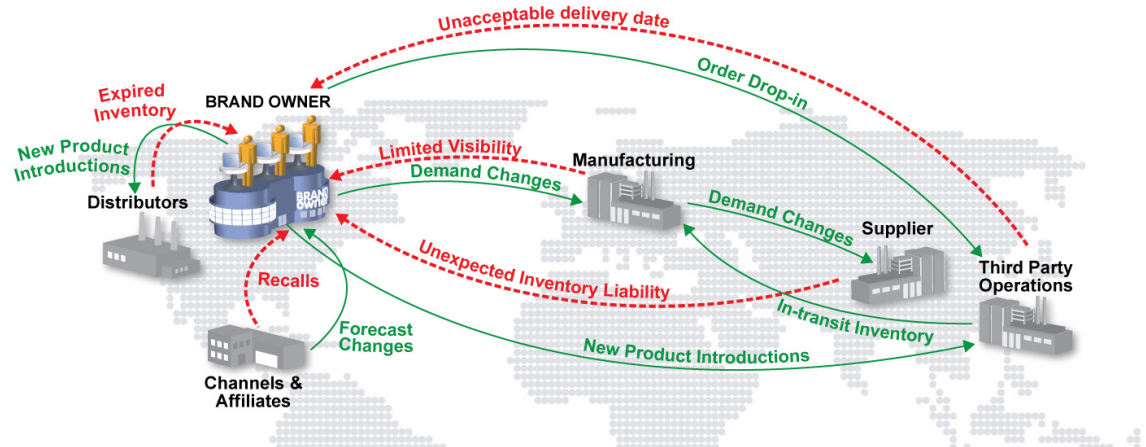 Unacceptable delivery date
Order Drop-in
Expired
Inventory
BRAND OWNER
New Product
Introductions
Limited Visibility
Manufacturing
Demand Changes
Distributors
BRAND
OWNER
Demand Changes
Supplier
Unexpected Inventory Liability
Third Party
Operations
Recalls
In-transit Inventory
Forecast
Changes
New Product Introductions
Channels &
Affiliates